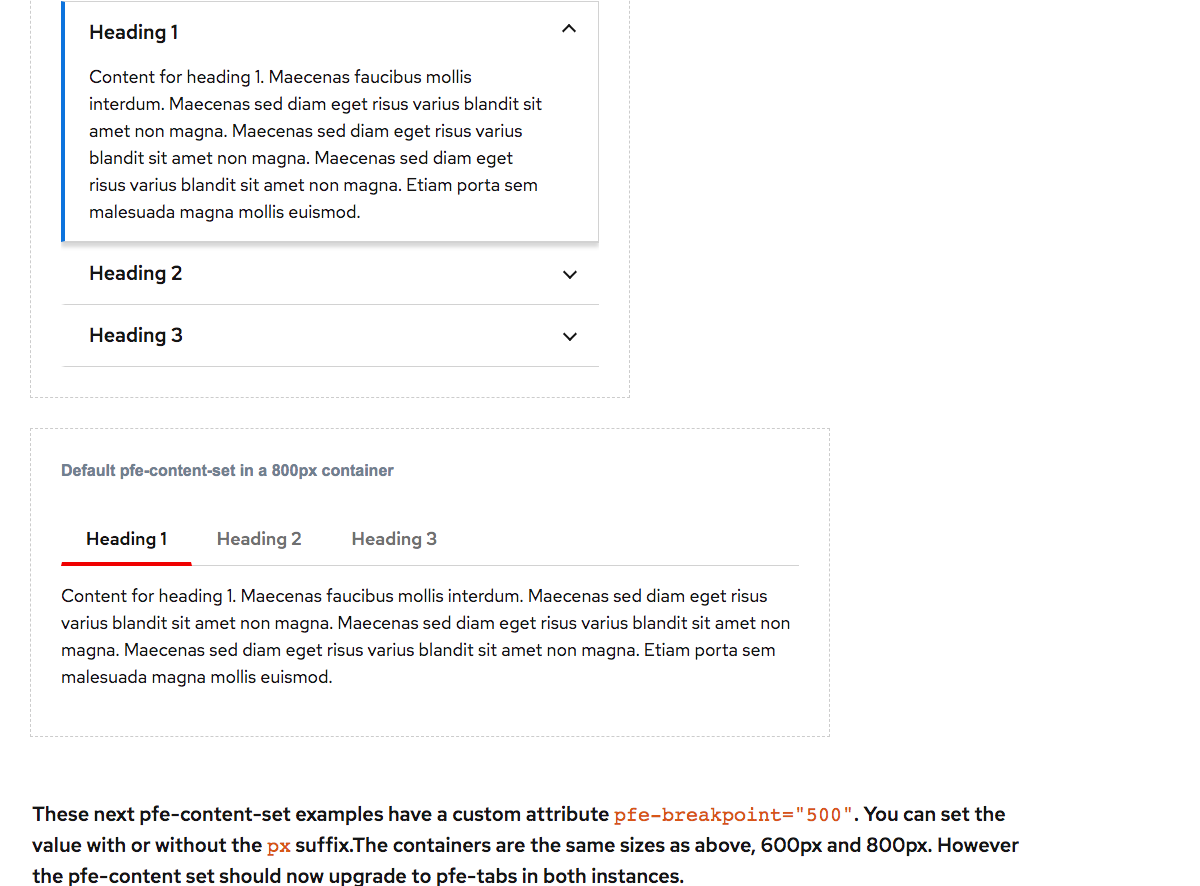 Heading 1
Content for heading 1. Maecenas faucibus mollis
interdum. Maecenas sed diam eget risus varius blandit sit
amet non magna. Maecenas sed diam eget risus varius
blandit sit amet non magna. Maecenas sed diam eget
risus varius blandit sit amet non magna. Etiam porta sem
malesuada magna mollis euismod.
Heading 2
Heading 3
Default pfe-content-set in a 800px container
Heading 1 Heading 2 Heading 3
Content for heading 1. Maecenas faucibus mollis interdum. Maecenas sed diam eget risus
varius blandit sit amet non magna. Maecenas sed diam eget risus varius blandit sit amet non
magna. Maecenas sed diam eget risus varius blandit sit amet non magna. Etiam porta sem
malesuada magna mollis euismod.
These next pfe-content-set examples have a custom attribute pfe-breakpoint="500". You can set the
value with or without the px suffix.The containers are the same sizes as above, 600px and 800px. However
the pfe-content set should now upgrade to pfe-tabs in both instances.